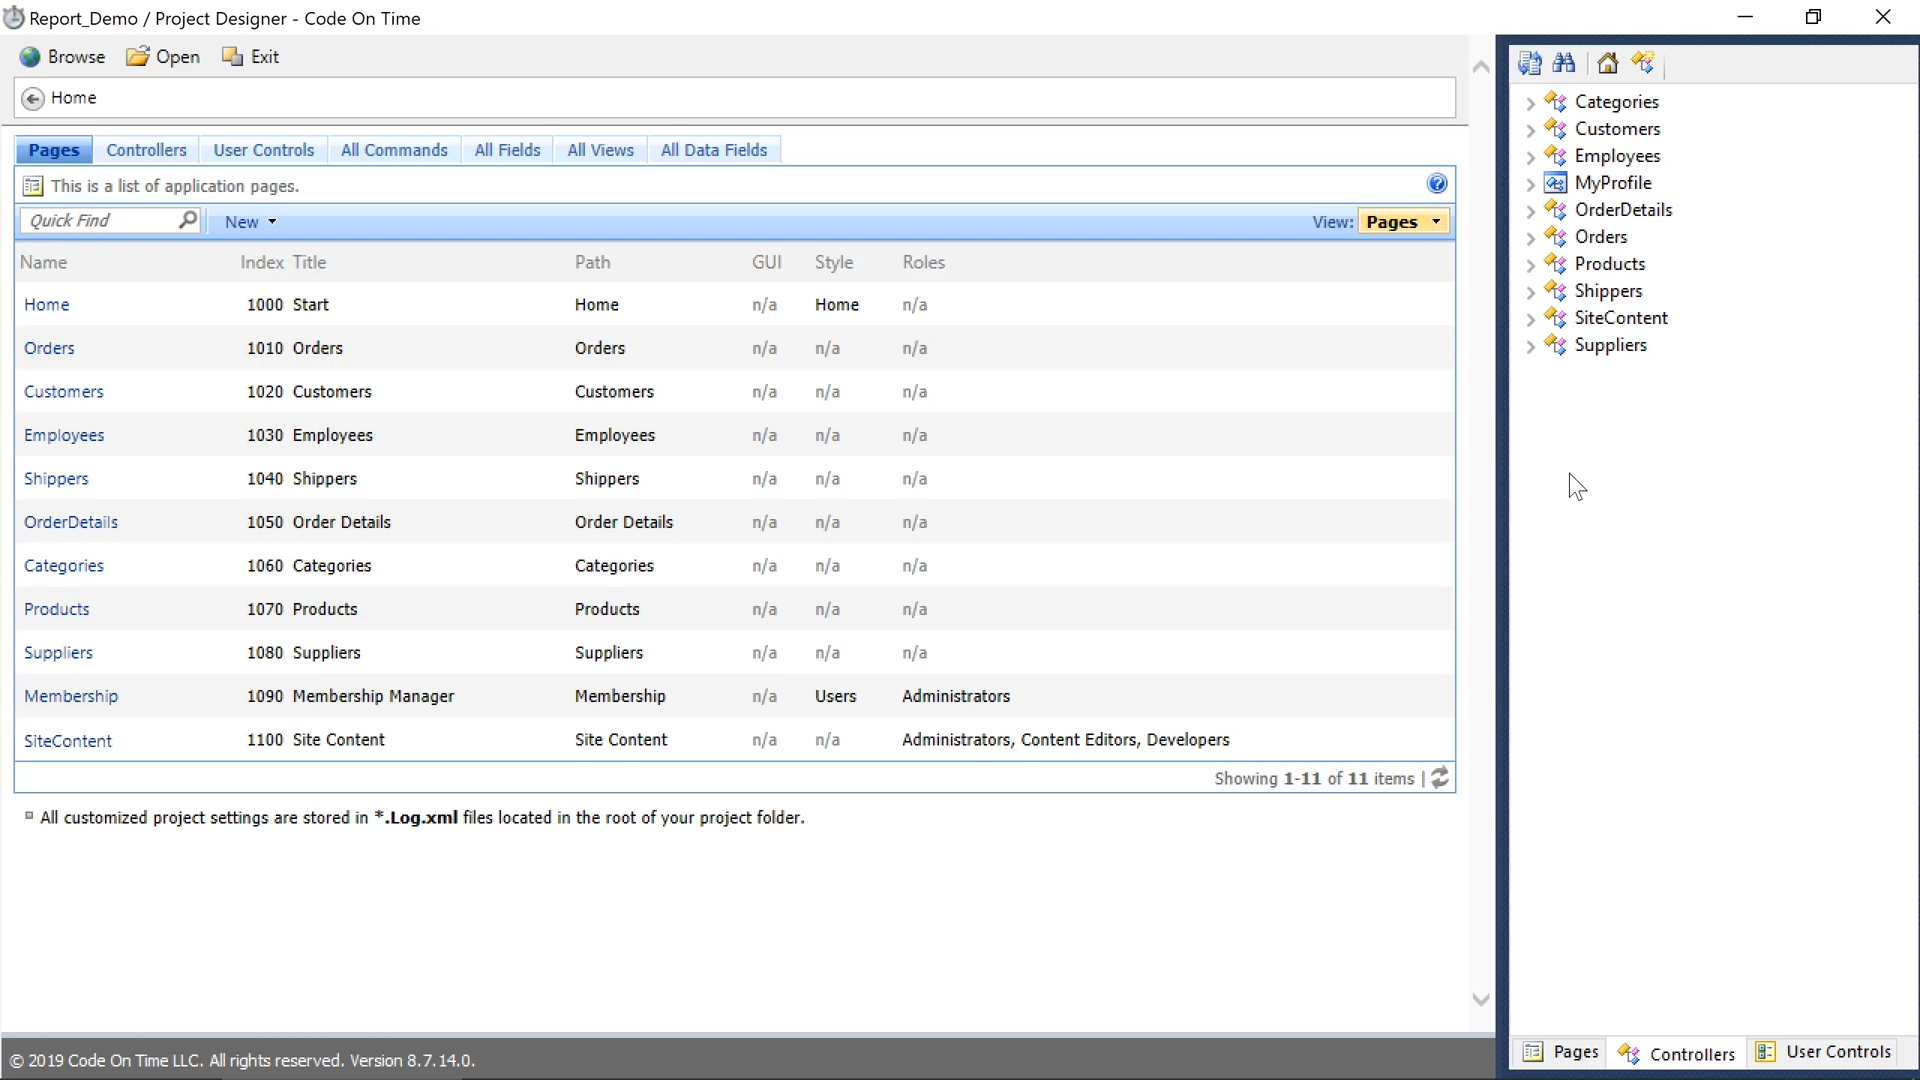 Report_Demo / Project Designer - Code On Time
Browse Open Exit
Home
Pages Controllers User Controls All Commands All Fields All Views All Data Fields
This is a list of application pages.
Quick Find New View: Pages
Name Index Title Path GUI Style Roles
Home 1000 Start Home n/a Home n/a
Orders 1010 Orders Orders n/a n/a n/a
Customers 1020 Customers Customers n/a n/a n/a
Employees 1030 Employees Employees n/a n/a n/a
Shippers 1040 Shippers Shippers n/a n/a n/a
OrderDetails 1050 Order Details Order Details n/a n/a n/a
Categories 1060 Categories Categories n/a n/a n/a
Products 1070 Products Products n/a n/a n/a
Suppliers 1080 Suppliers Suppliers n/a n/a n/a
Membership 1090 Membership Manager Membership n/a Users Administrators
SiteContent 1100 Site Content Site Content n/a n/a Administrators, Content Editors, Developers
Showing 1-11 of 11 items |
All customized project settings are stored in *.Log.xml files located in the root of your project folder.
© 2019 Code On Time LLC. All rights reserved. Version 8.7.14.0.
Categories
Customers
Employees
MyProfile
OrderDetails
Orders
Products
Shippers
SiteContent
Suppliers
Pages Controllers User Controls